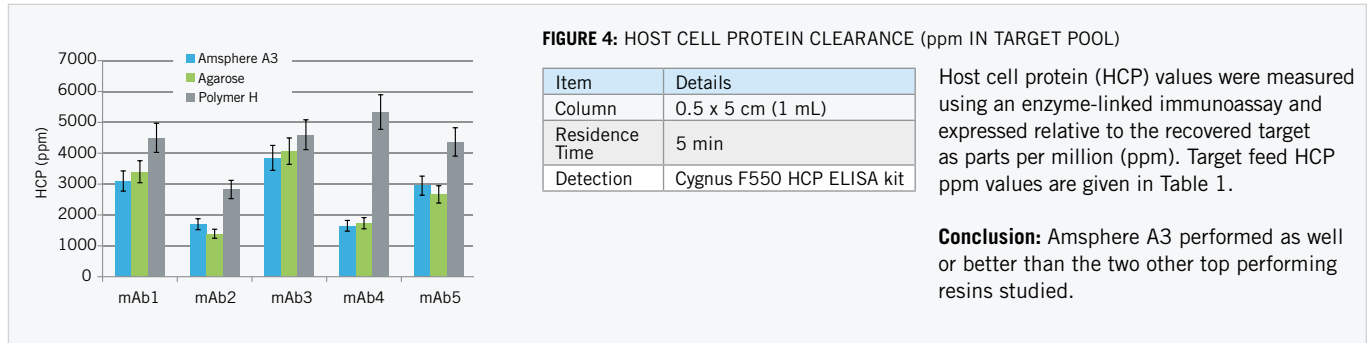 7000
6000
5000
4000
3000
2000
1000
0
HCP (ppm)
Amsphere A3
Agarose
Polymer H
mAb1 mAb2 mAb3 mAb4 mAb5
FIGURE 4: HOST CELL PROTEIN CLEARANCE (ppm IN TARGET POOL)
Item Details
Column 0.5 x 5 cm (1 mL)
Residence
Time 5 min
Detection Cygnus F550 HCP ELISA kit
Host cell protein (HCP) values were measured
using an enzyme-linked immunoassay and
expressed relative to the recovered target
as parts per million (ppm). Target feed HCP
ppm values are given in Table 1.
Conclusion: Amsphere A3 performed as well
or better than the two other top performing
resins studied.